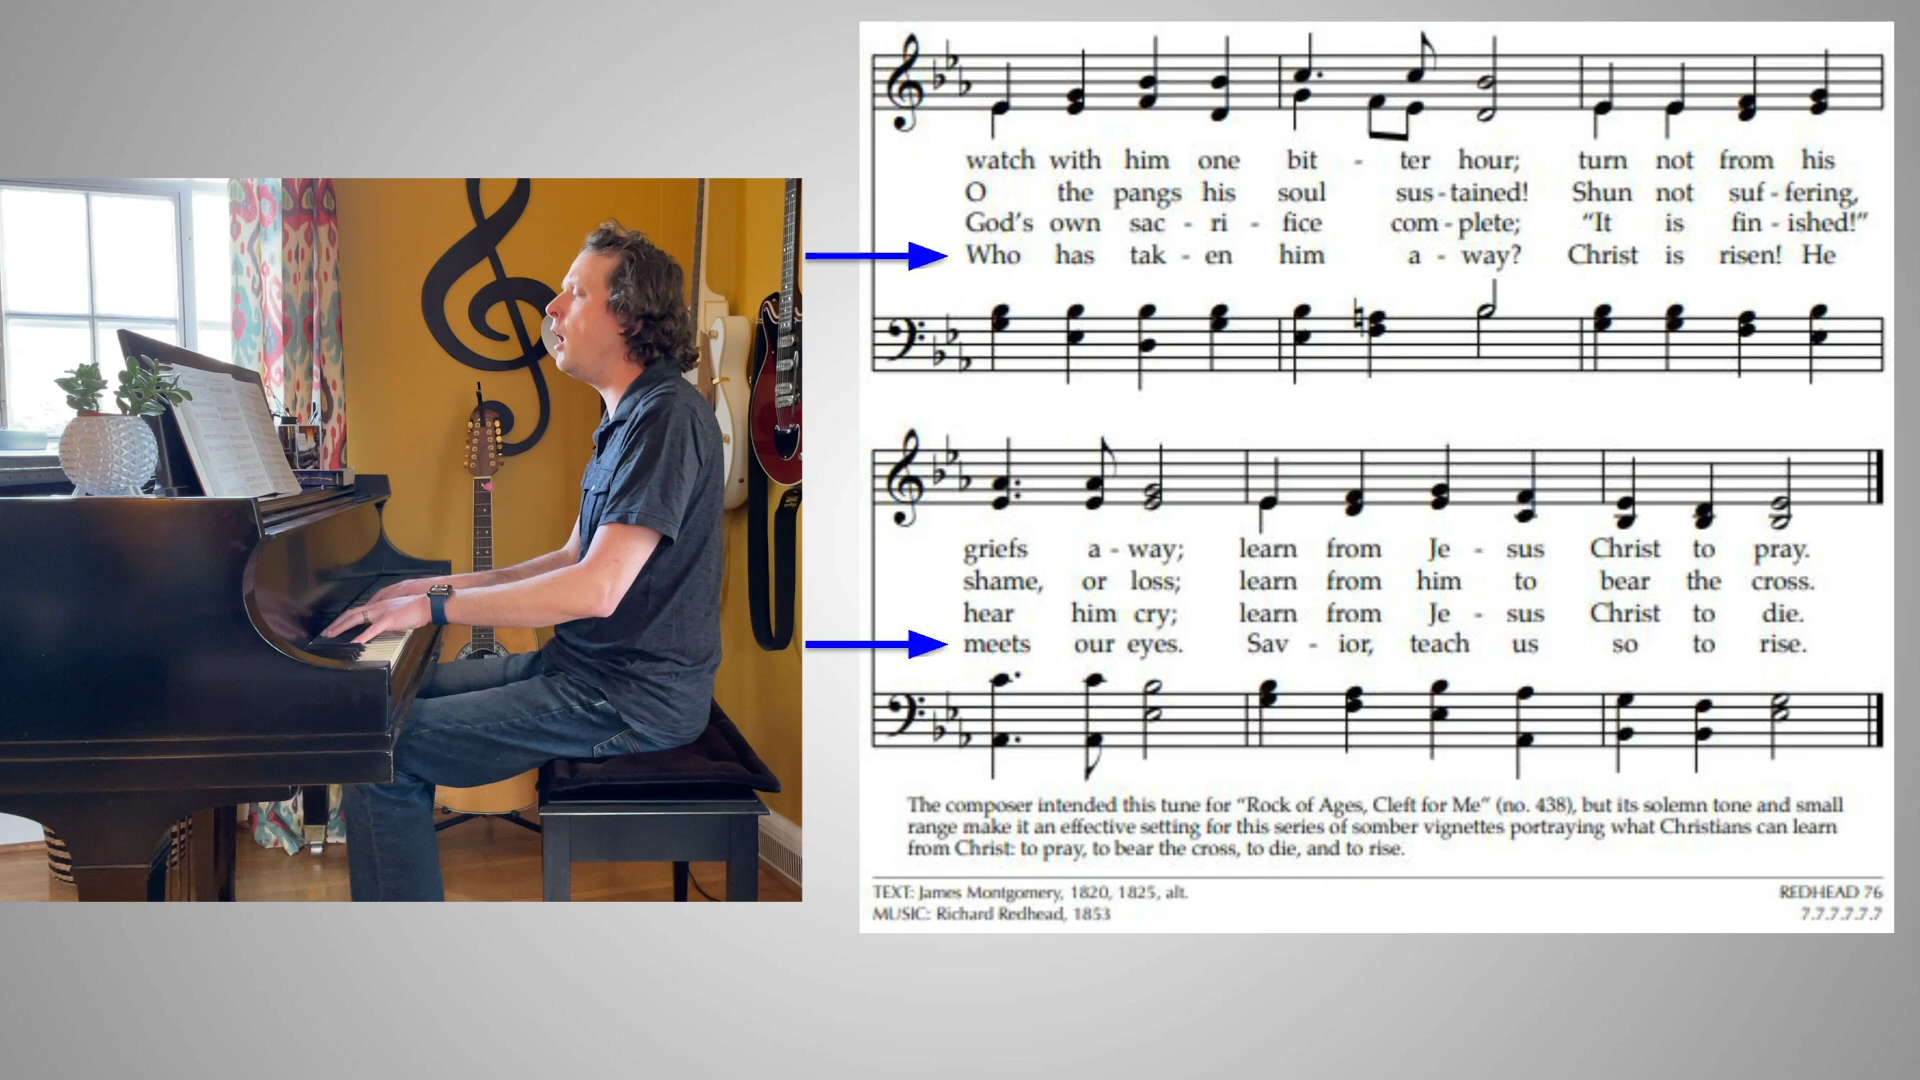 watch with him one bit - ter hour; turn not from his
O the pangs his soul sus - tained! Shun not suf - fering,
God's own sac - ri - fice com - plete; “It is fin - ished!”
Who has tak - en him a - way? Christ is risen! He
griefs a - way; learn from Je - sus Christ to pray.
shame, or loss; learn from him to bear the cross.
hear him cry; learn from Je - sus Christ to die.
meets our eyes. Sav - ior, teach us so to rise.
The composer intended this tune for “Rock of Ages, Cleft for Me” (no. 438), but its solemn tone and small
range make it an effective setting for this series of somber vignettes portraying what Christians can learn
from Christ: to pray, to bear the cross, to die, and to rise.
TEXT: James Montgomery, 1820, 1825, alt.
MUSIC: Richard Redhead, 1853
REDHEAD 76
7.7.7.7.7.7